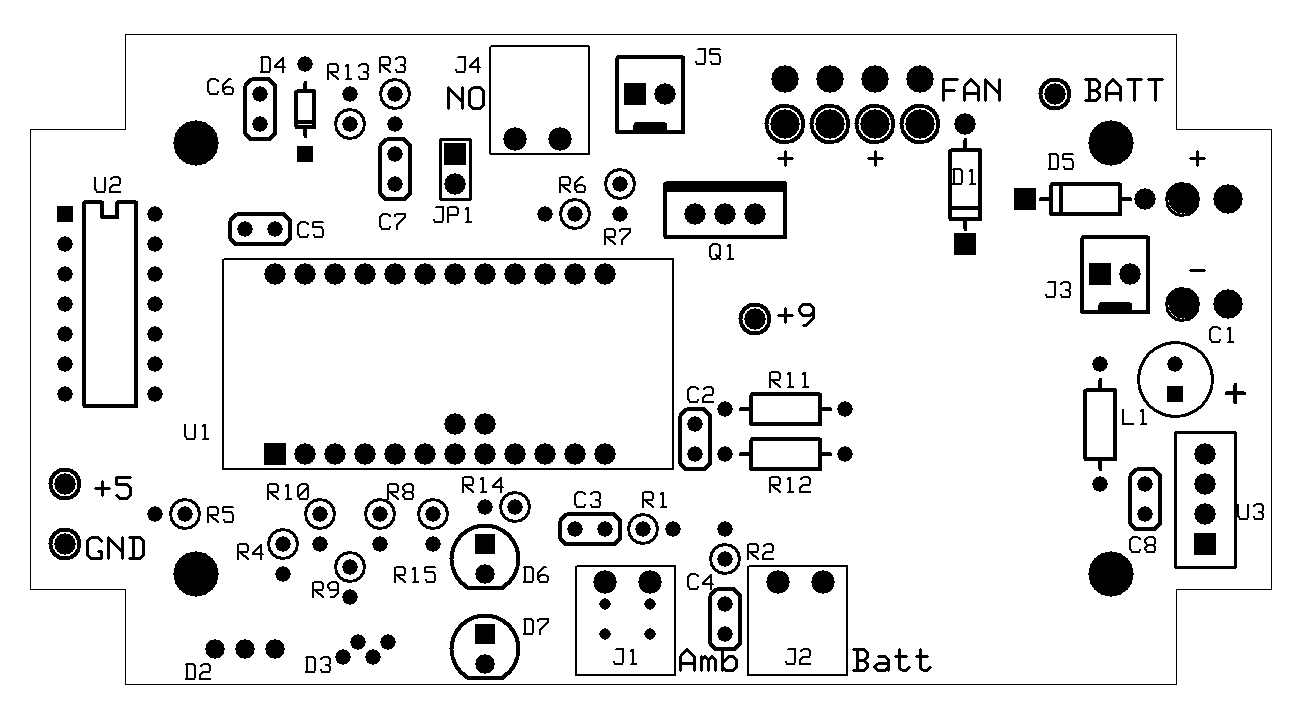 J5
D4 R13 R3 J4
C6 NO FAN BATT
+ + D5 +
D1
U2 R6
C7 JP1
C5 R7
Q1
-
J3
+9
C1
R11
C2 +
L1
U1
R12
+5 R10 R8 R14
C3 R1
R5 U3
GND R4 R2 C8
R15 D6 C4
R9
D7
D2 D3 J1 Amb J2 Batt